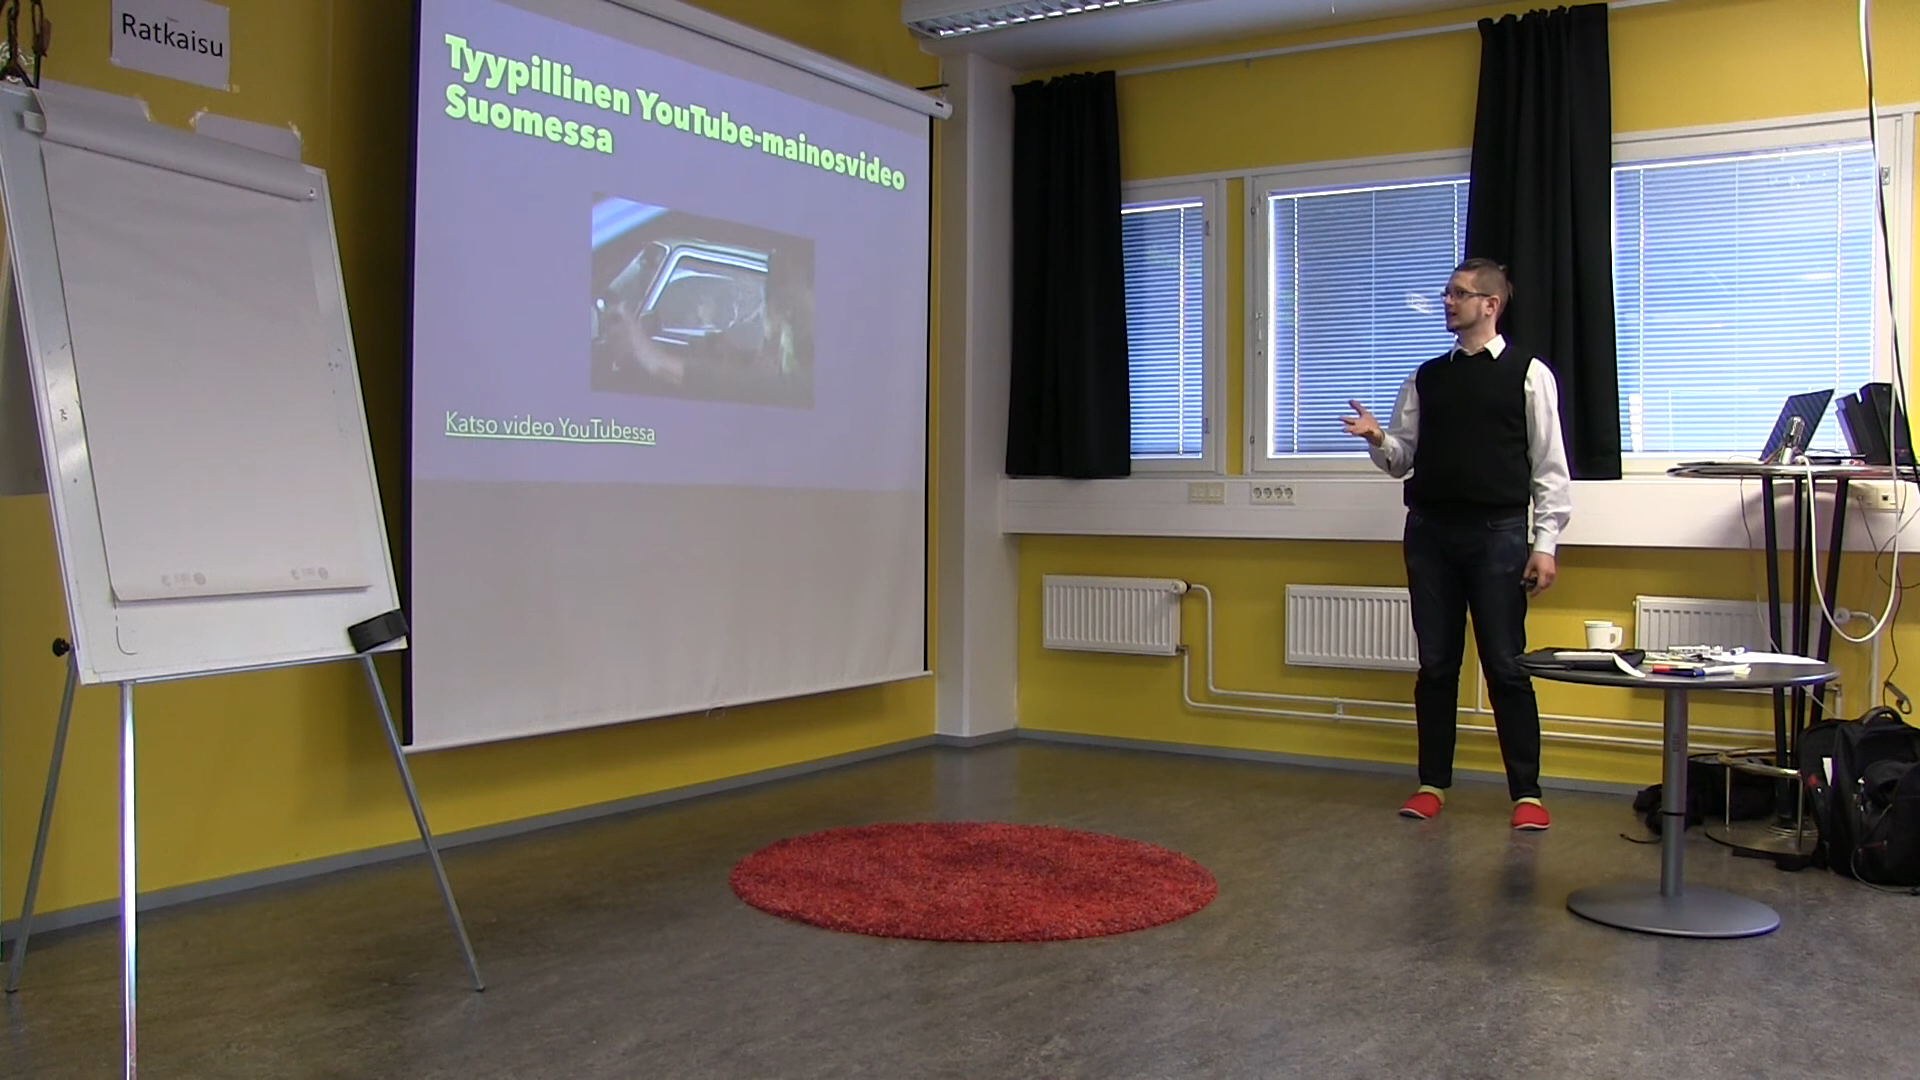 Ratkaisu
Tyypillinen YouTube-mainosvideo
Suomessa
Katso video YouTubessa